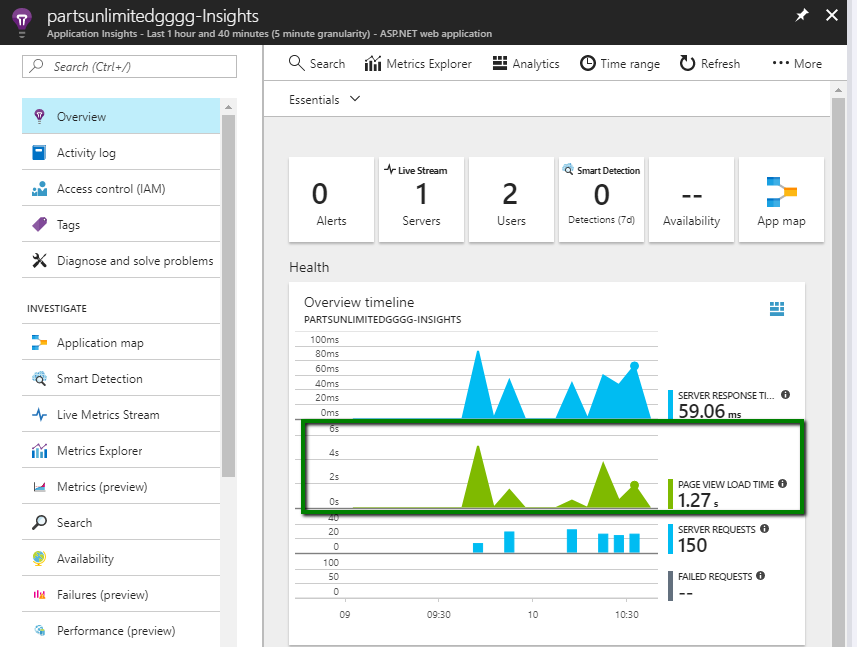 partsunlimitedgggg-Insights
Application Insights - Last 1 hour and 40 minutes (5 minute granularity) - ASP.NET web application
Search (Ctrl+/)
Overview
Activity log
Access control (IAM)
Tags
Diagnose and solve problems
INVESTIGATE
Application map
Smart Detection
Live Metrics Stream
Metrics Explorer
Metrics (preview)
Search
Availability
Failures (preview)
Performance (preview)
Search Metrics Explorer Analytics Time range Refresh ••• More
Essentials
0
Alerts
Live Stream
1
Servers
2
Users
Smart Detection
0
Detections (7d)
--
Availability
App map
Health
Overview timeline
PARTSUNLIMITEDGGGG-INSIGHTS
100ms
80ms
60ms
40ms
20ms
0ms
SERVER RESPONSE TI...
59.06 ms
6s
4s
2s
0s
PAGE VIEW LOAD TIME
1.27 s
40
20
0
SERVER REQUESTS
150
100
50
0
FAILED REQUESTS
--
09 09:30 10 10:30